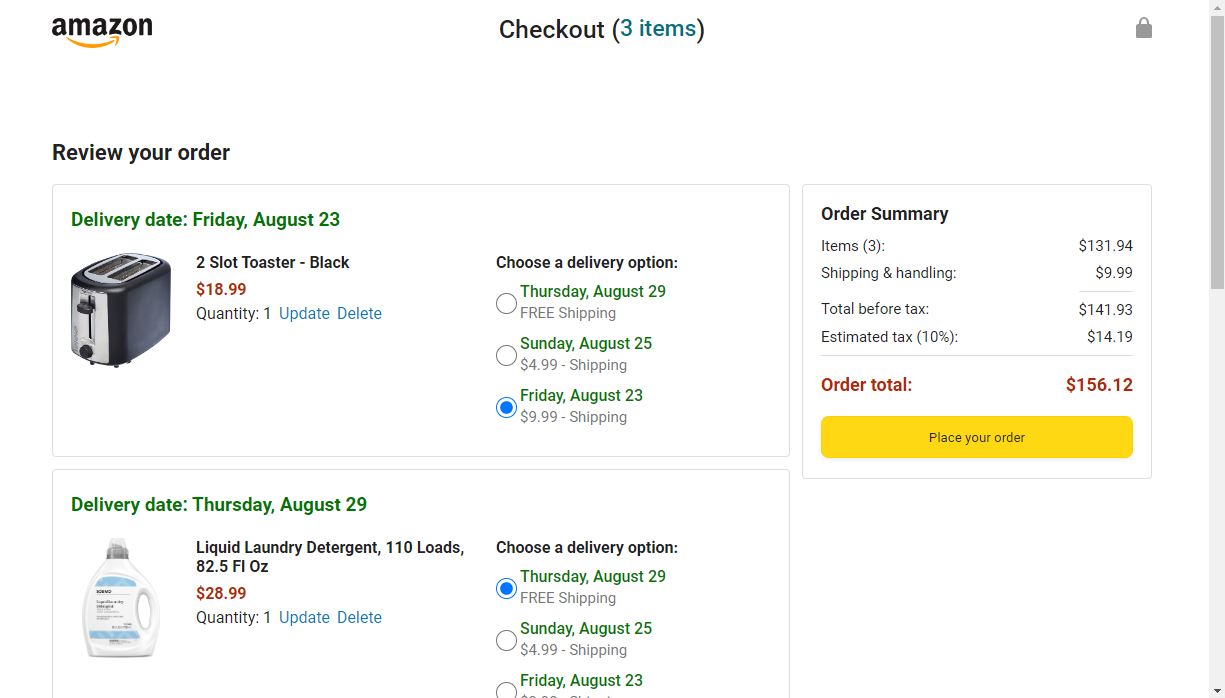 amazon
Checkout (3 items)
Review your order
Delivery date: Friday, August 23
2 Slot Toaster - Black
$18.99
Quantity: 1 Update Delete
Choose a delivery option:
Thursday, August 29
FREE Shipping
Sunday, August 25
$4.99 - Shipping
Friday, August 23
$9.99 - Shipping
Order Summary
Items (3): $131.94
Shipping & handling: $9.99
Total before tax: $141.93
Estimated tax (10%): $14.19
Order total: $156.12
Place your order
Delivery date: Thursday, August 29
Liquid Laundry Detergent, 110 Loads,
82.5 Fl Oz
$28.99
Quantity: 1 Update Delete
Choose a delivery option:
Thursday, August 29
FREE Shipping
Sunday, August 25
$4.99 - Shipping
Friday, August 23